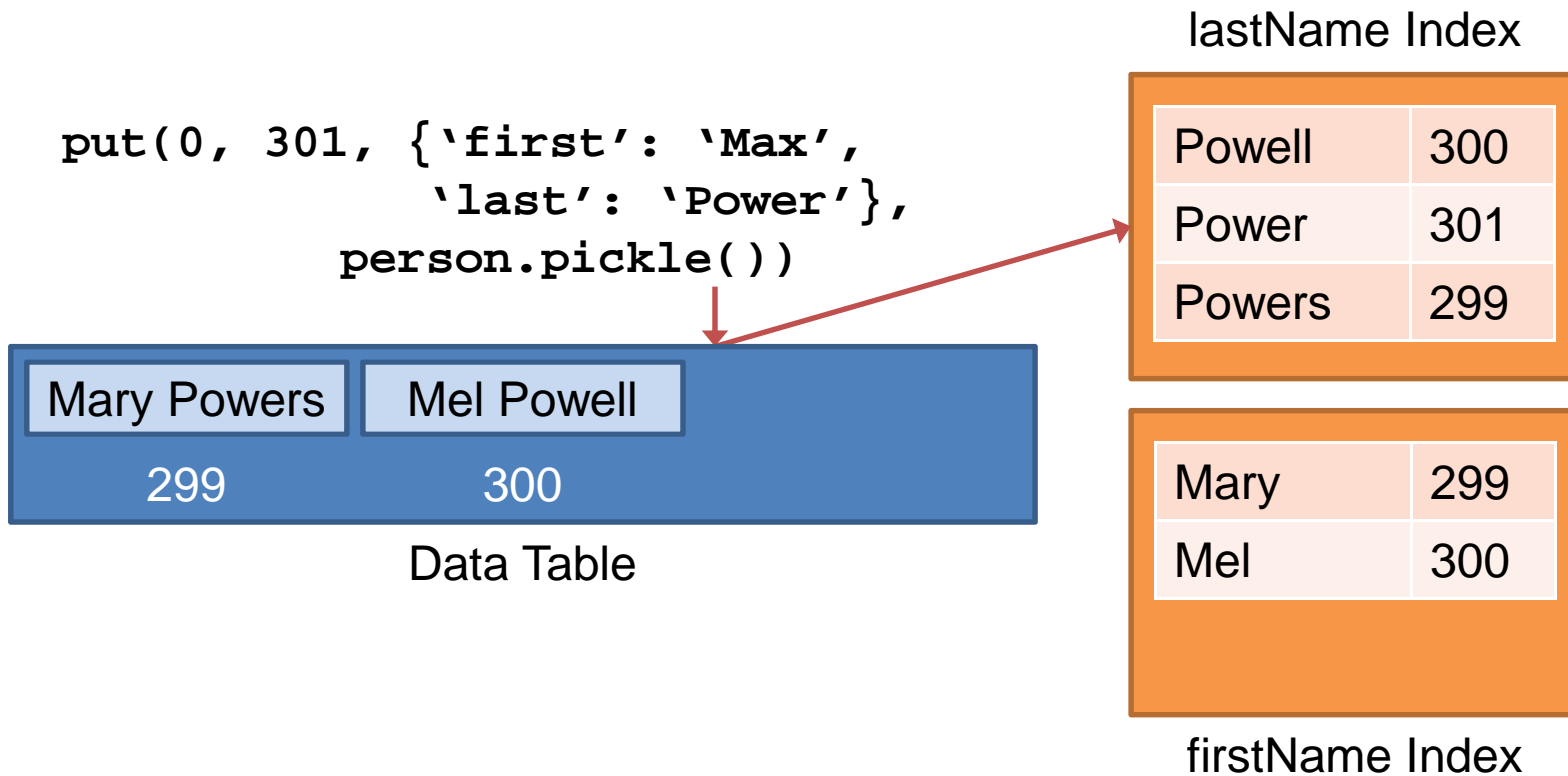 lastName Index
put(0, 301, {‘first’: ‘Max’,
‘last’: ‘Power’},
person.pickle())
Powell 300
Power 301
Powers 299
Mary Powers Mel Powell
299 300
Data Table
Mary 299
Mel 300
firstName Index